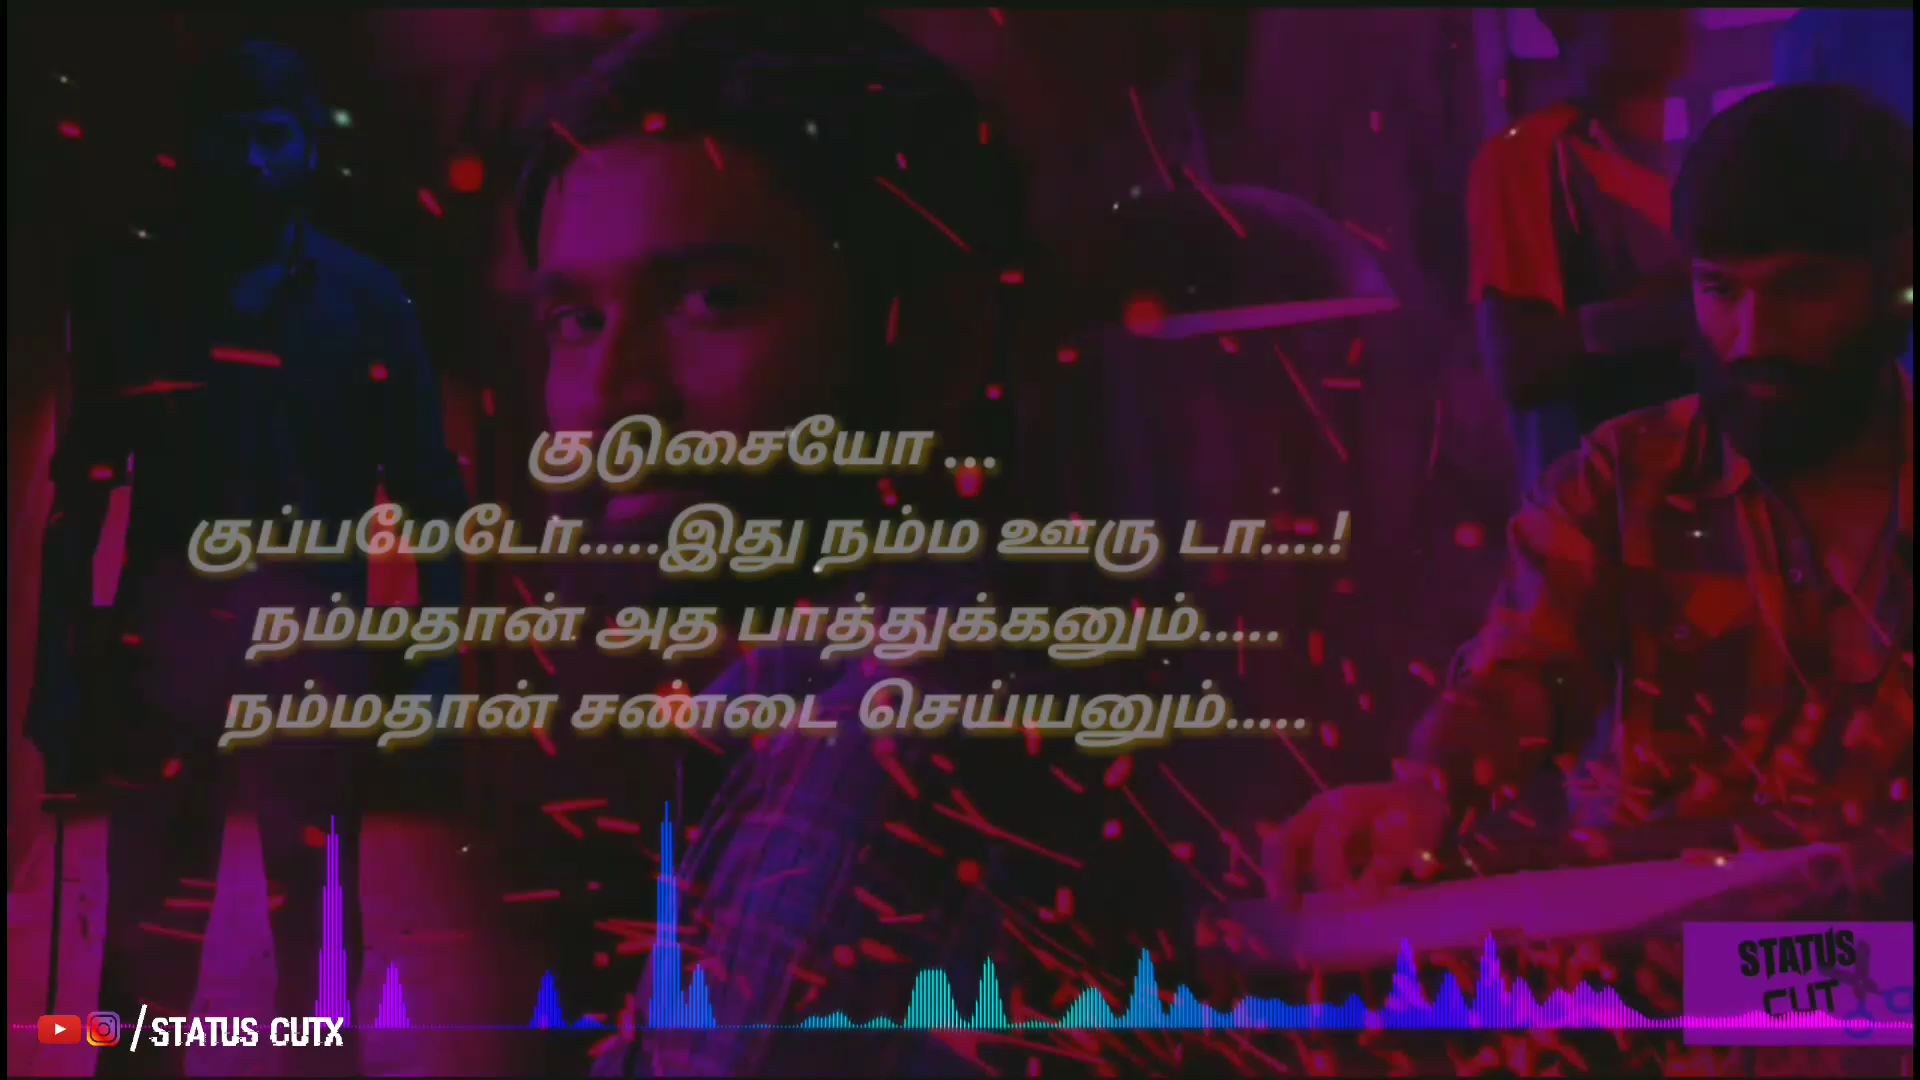 குடுசையோ ...
குப்பமேடோ.....இது நம்ம ஊரு டா....!
நம்மதான் அத பாத்துக்கனும்.....
நம்மதான் சண்டை செய்யனும்.....
STATUS
CUT
/STATUS CUTX